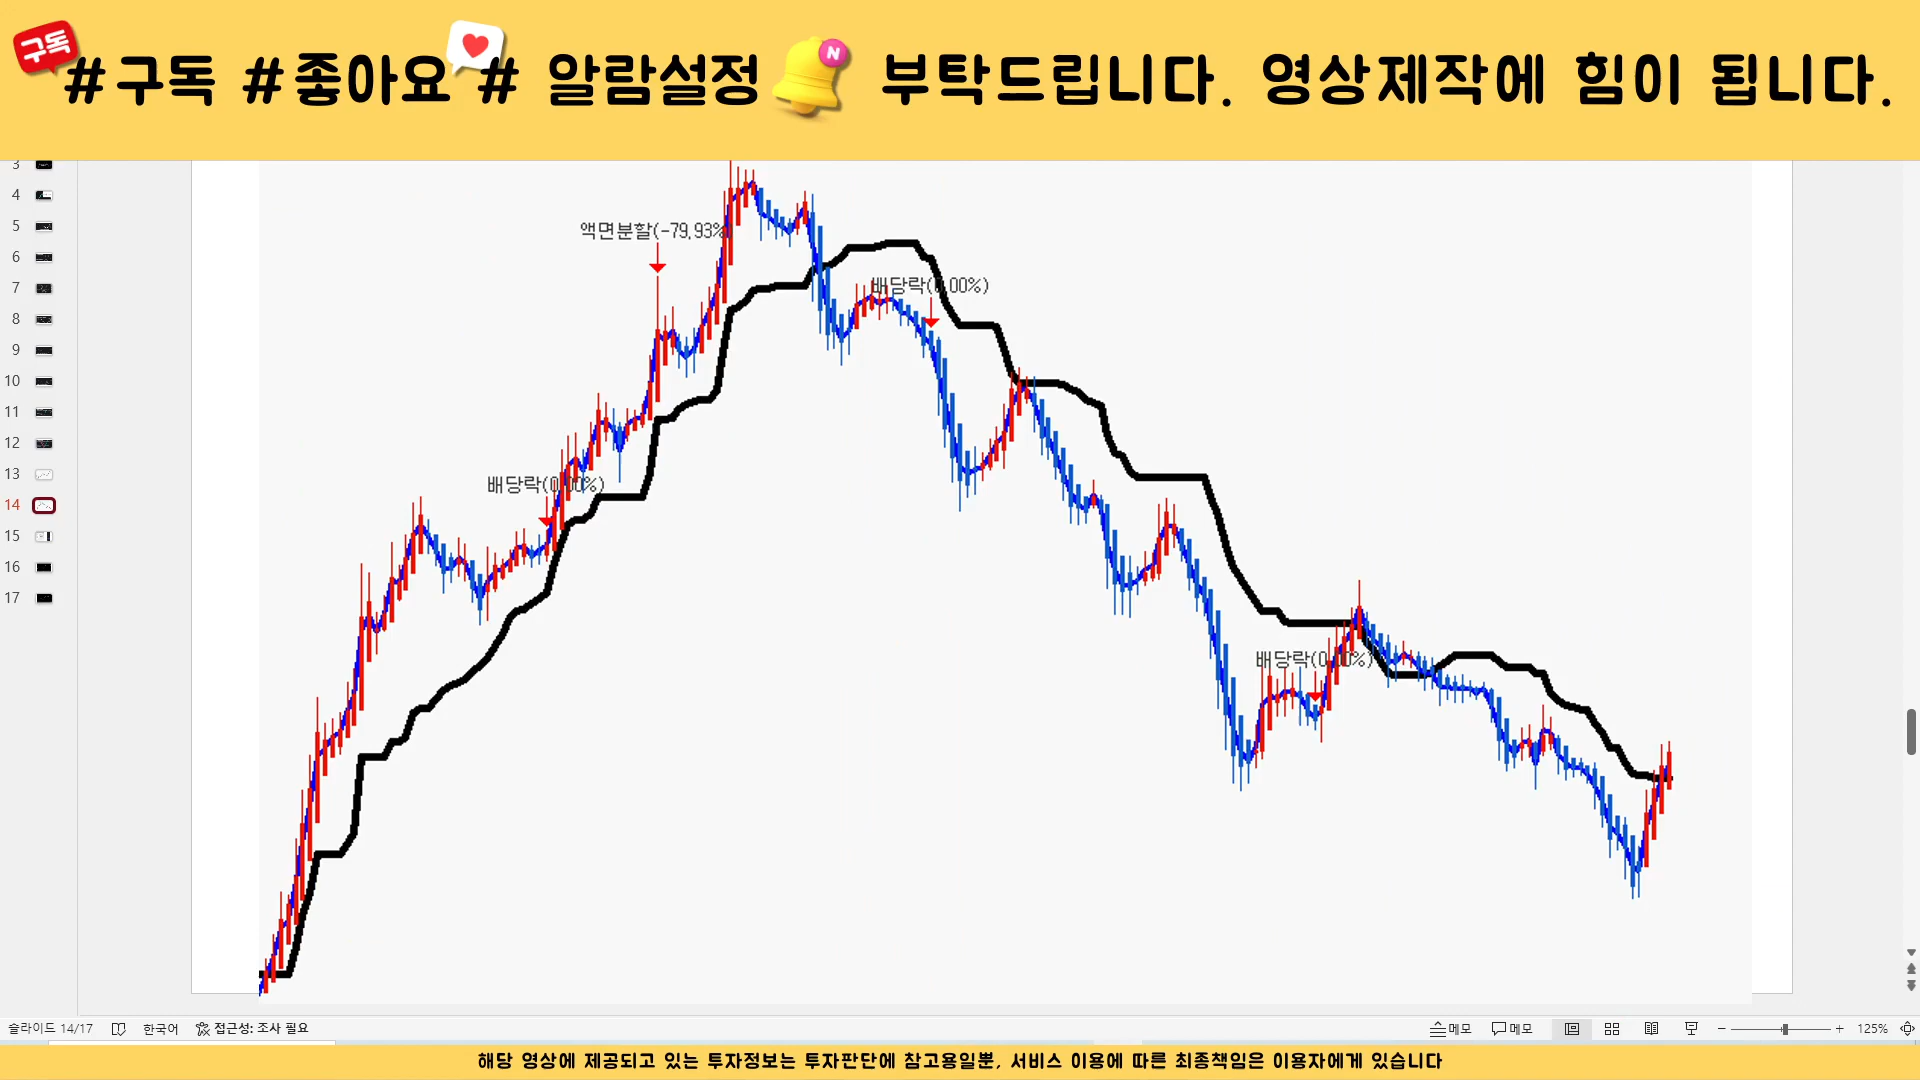 구독
#구독 #좋아요 # 알람설정 N 부탁드립니다. 영상제작에 힘이 됩니다.
3
4
5
액면분할(-79,93%
6
7
배당락(0,00%)
8
9
10
11
12
13
배당락(0,00%)
14
15
16
17
배당락(0,00%)
슬라이드 14/17 한국어 접근성: 조사 필요 메모 메모 125%
해당 영상에 제공되고 있는 투자정보는 투자판단에 참고용일뿐, 서비스 이용에 따른 최종책임은 이용자에게 있습니다